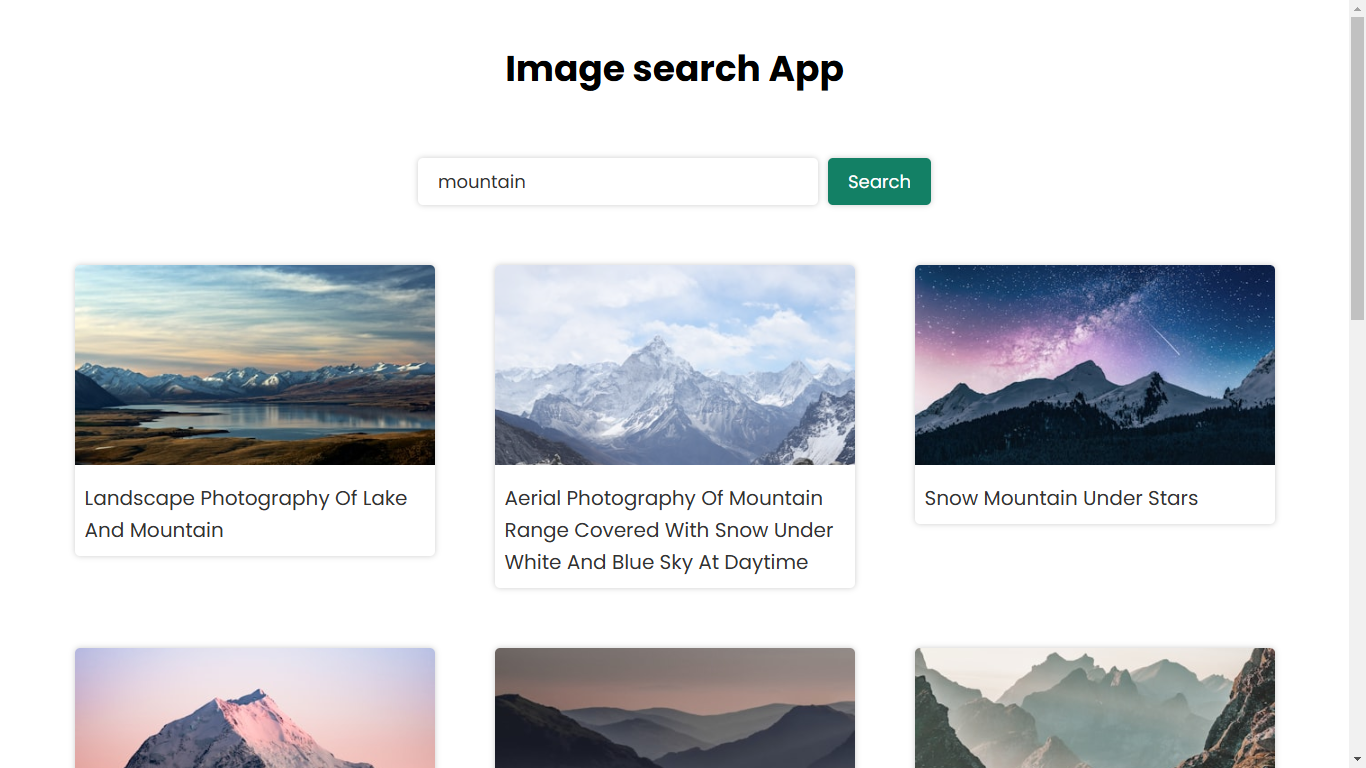 Image search App
mountain
Search
Landscape Photography Of Lake
And Mountain
Aerial Photography Of Mountain
Range Covered With Snow Under
White And Blue Sky At Daytime
Snow Mountain Under Stars